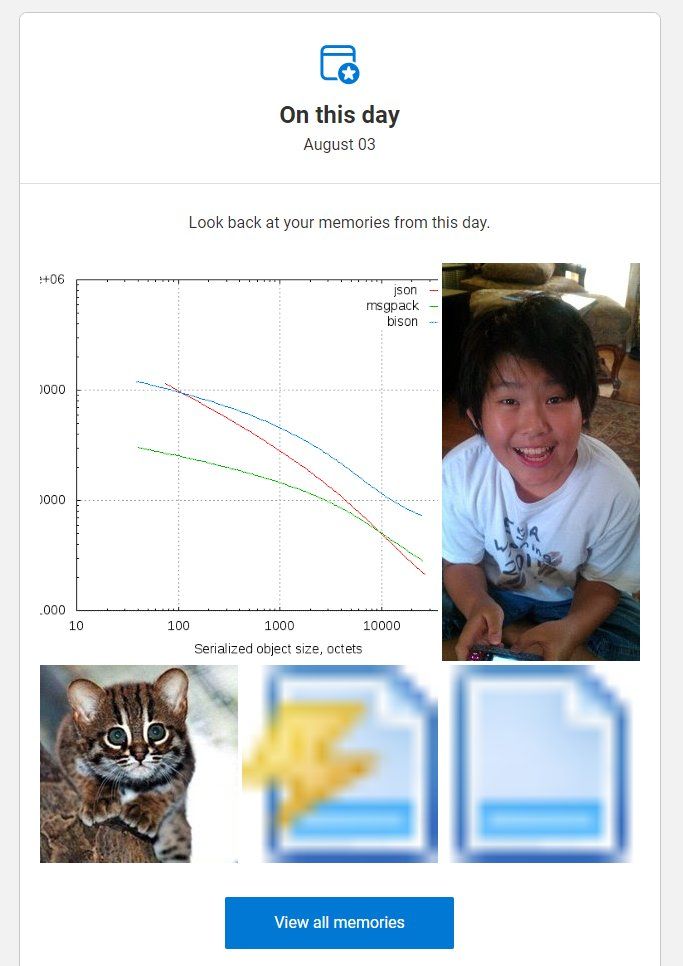 On this day
August 03
Look back at your memories from this day.
:+06
0000
0000
.000
json
msgpack
bison
10
100
1000
10000
Serialized object size, octets
View all memories